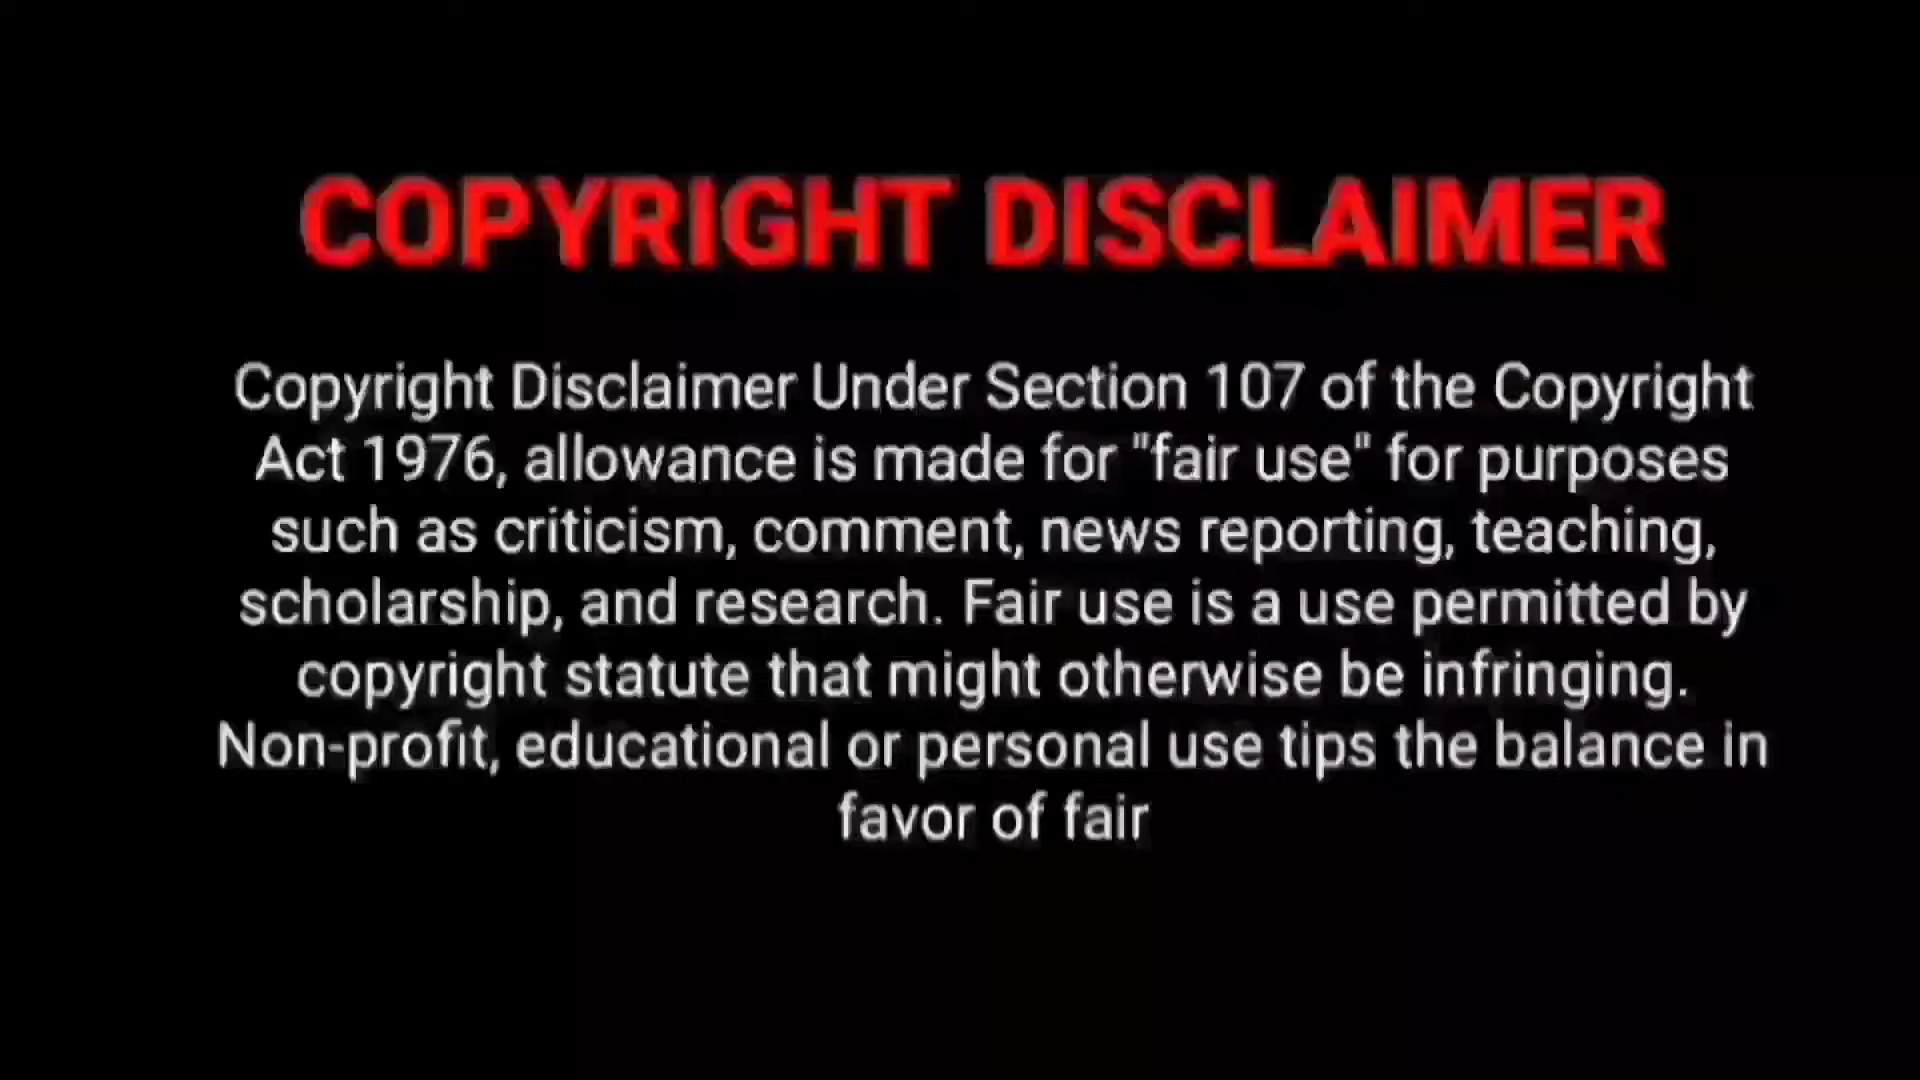 COPYRIGHT DISCLAIMER
Copyright Disclaimer Under Section 107 of the Copyright
Act 1976, allowance is made for "fair use" for purposes
such as criticism, comment, news reporting, teaching,
scholarship, and research. Fair use is a use permitted by
copyright statute that might otherwise be infringing.
Non-profit, educational or personal use tips the balance in
favor of fair